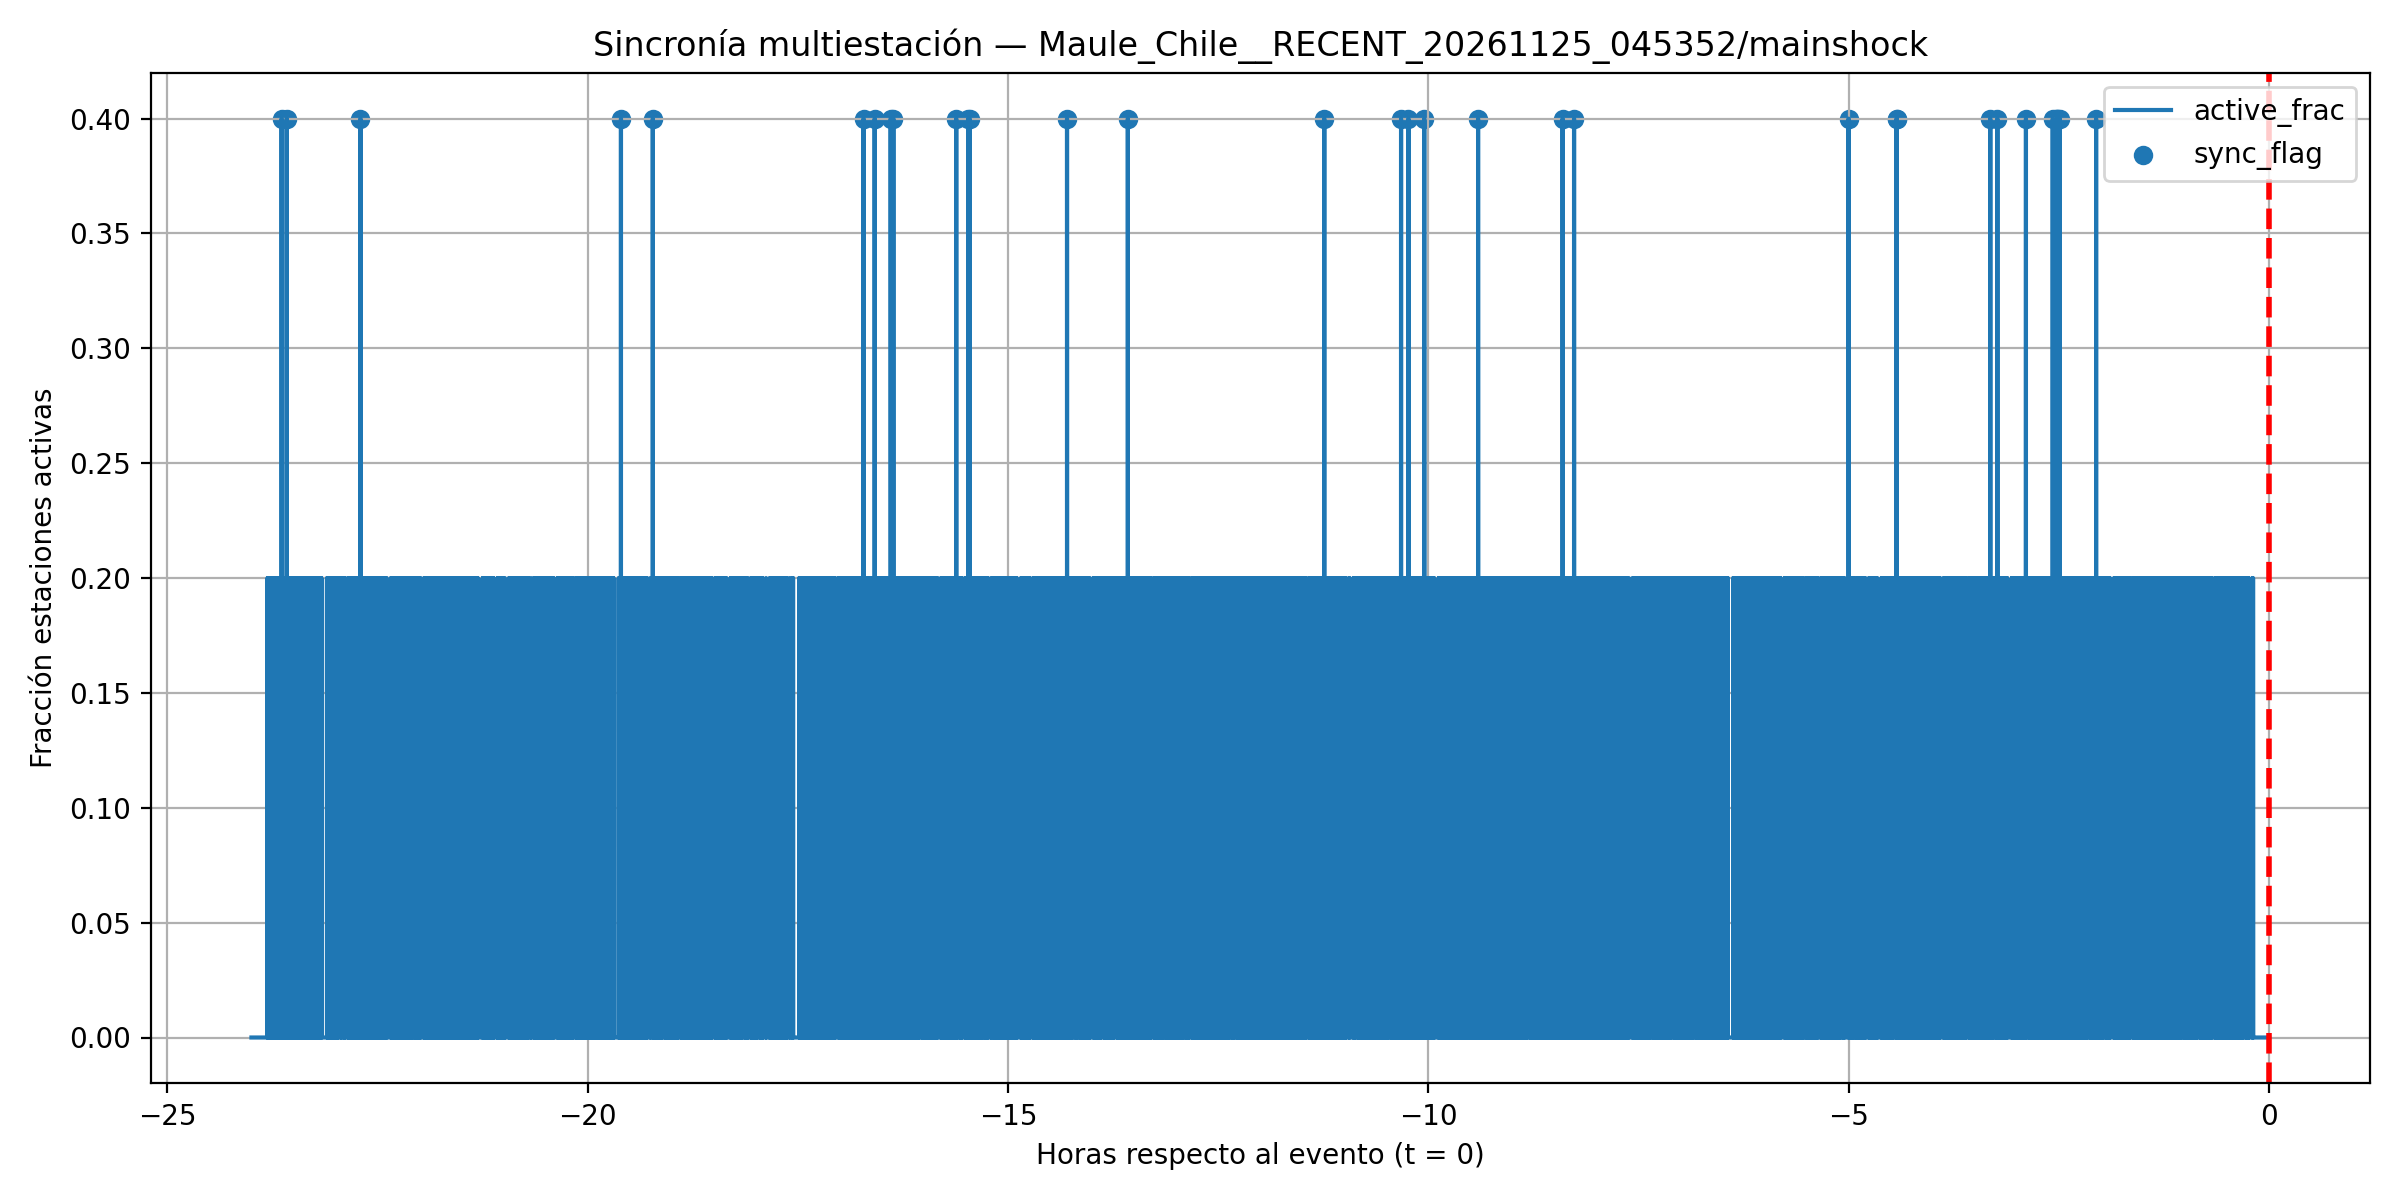 Sincronía multiestación — Maule_Chile__RECENT_20261125_045352/mainshock
active_frac
sync_flag
Fracción estaciones activas
0.40
0.35
0.30
0.25
0.20
0.15
0.10
0.05
0.00
−25 −20 −15 −10 −5 0
Horas respecto al evento (t = 0)